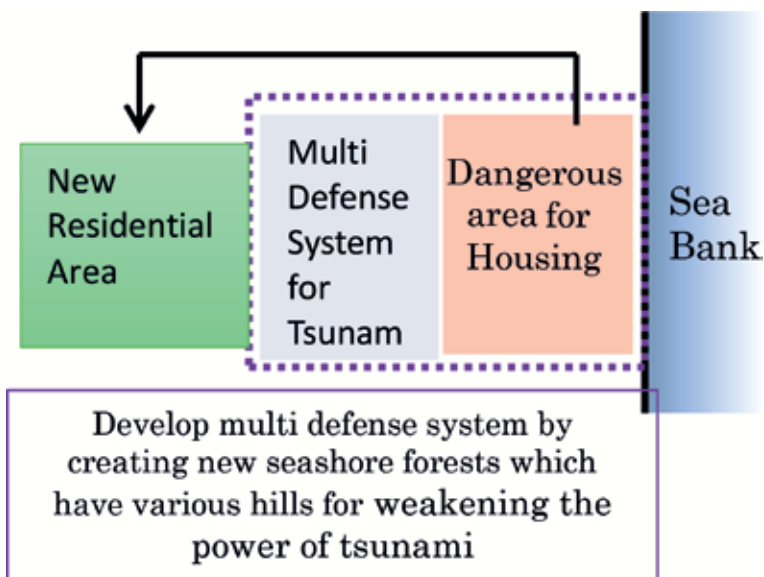 New
Residential
Area
Multi
Defense
System
for
Tsunam
Dangerous
area for
Housing
Sea
Bank
Develop multi defense system by
creating new seashore forests which
have various hills for weakening the
power of tsunami